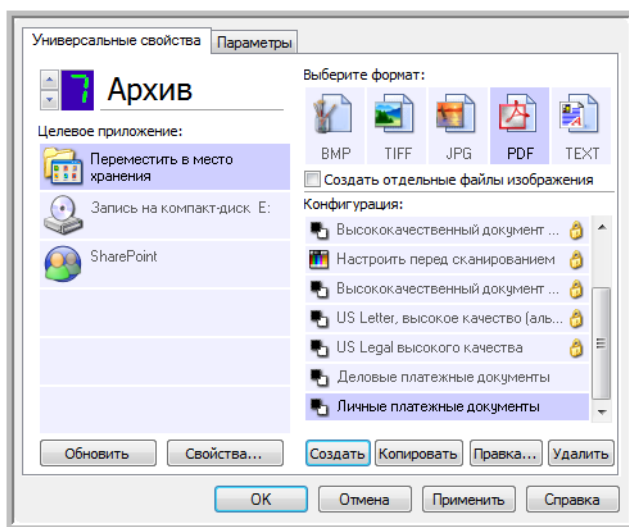 Универсальные свойства
Параметры
7
Архив
Целевое приложение:
Переместить в место
хранения
Запись на компакт-диск E:
SharePoint
Обновить
Свойства...
Выберите формат:
BMP
TIFF
JPG
PDF
TEXT
Создать отдельные файлы изображения
Конфигурация:
Высококачественный документ ...
Настроить перед сканированием
Высококачественный документ ...
US Letter, высокое качество (аль...
US Legal высокого качества
Деловые платежные документы
Личные платежные документы
Создать
Копировать
Правка...
Удалить
OK
Отмена
Применить
Справка